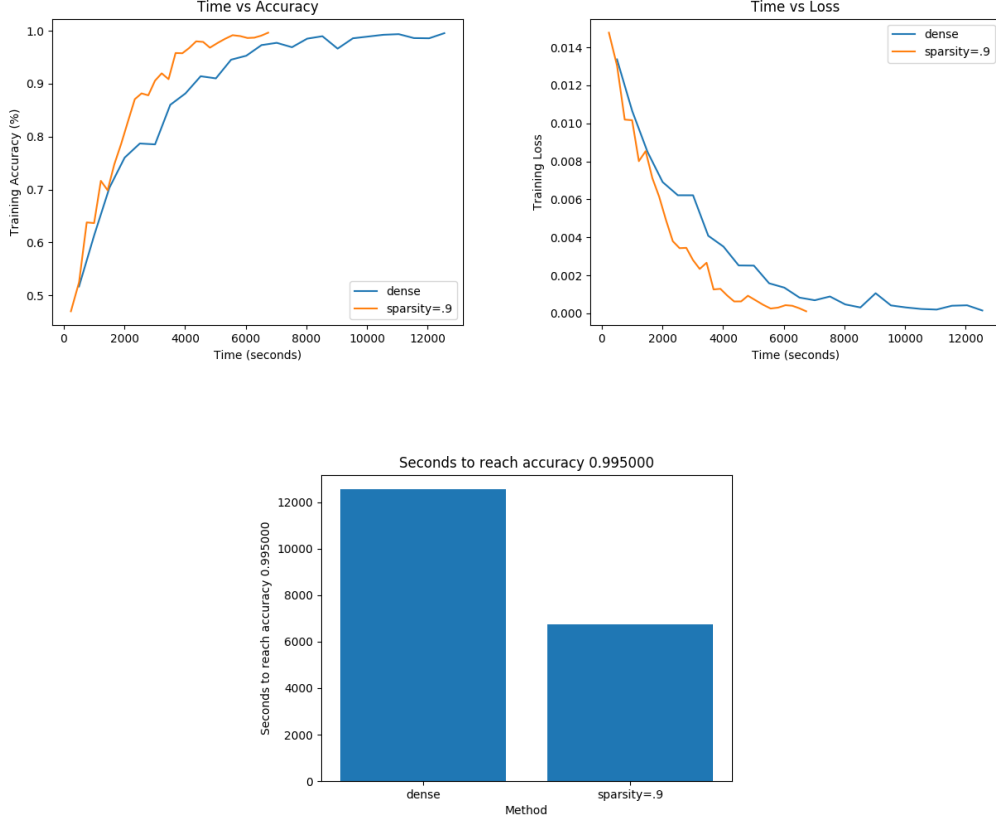 Time vs Accuracy
Training Accuracy (%)
1.0
0.9
0.8
0.7
0.6
0.5
dense
sparsity=.9
0 2000 4000 6000 8000 10000 12000
Time (seconds)
Time vs Loss
Training Loss
0.014
0.012
0.010
0.008
0.006
0.004
0.002
0.000
dense
sparsity=.9
0 2000 4000 6000 8000 10000 12000
Time (seconds)
Seconds to reach accuracy 0.995000
Seconds to reach accuracy 0.995000
12000
10000
8000
6000
4000
2000
0
dense sparsity=.9
Method